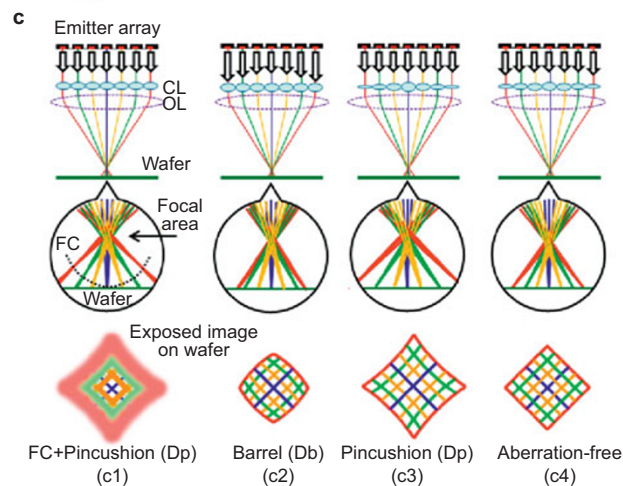 c
Emitter array
CL
OL
Wafer
Focal
area
FC
Wafer
Exposed image
on wafer
FC+Pincushion (Dp) Barrel (Db) Pincushion (Dp) Aberration-free
(c1) (c2) (c3) (c4)